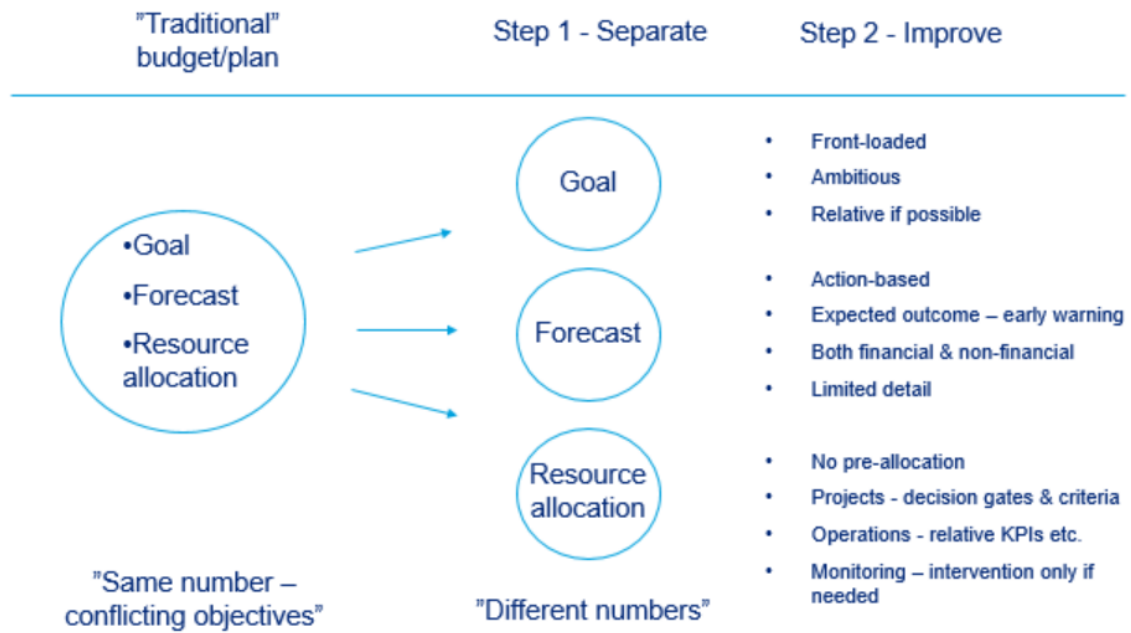 ”Traditional”
budget/plan
Step 1 - Separate
Step 2 - Improve
•Goal
•Forecast
•Resource
allocation
”Same number –
conflicting objectives”
Goal
Forecast
Resource
allocation
”Different numbers”
• Front-loaded
• Ambitious
• Relative if possible
• Action-based
• Expected outcome – early warning
• Both financial & non-financial
• Limited detail
• No pre-allocation
• Projects - decision gates & criteria
• Operations - relative KPIs etc.
• Monitoring – intervention only if
needed